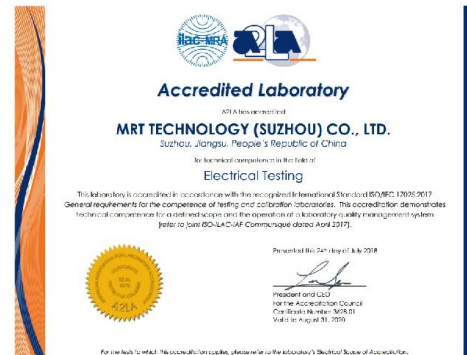 ilac-MRA
A2LA
Accredited Laboratory
A2LA has accredited
MRT TECHNOLOGY (SUZHOU) CO., LTD.
Suzhou, Jiangsu, People's Republic of China
for technical competence in the field of
Electrical Testing
This laboratory is accredited in accordance with the recognized International Standard ISO/IEC 17025:2017
General requirements for the competence of testing and calibration laboratories. This accreditation demonstrates
technical competence for a defined scope and the operation of a laboratory quality management system
(refer to joint ISO-ILAC-IAF Communiqué dated April 2017).
Presented this 24th day of July 2018.
President and CEO
For the Accreditation Council
Certificate Number 3628.01
Valid to August 31, 2020
A2LA
For the tests to which this accreditation applies, please refer to the laboratory's Electrical Scope of Accreditation.